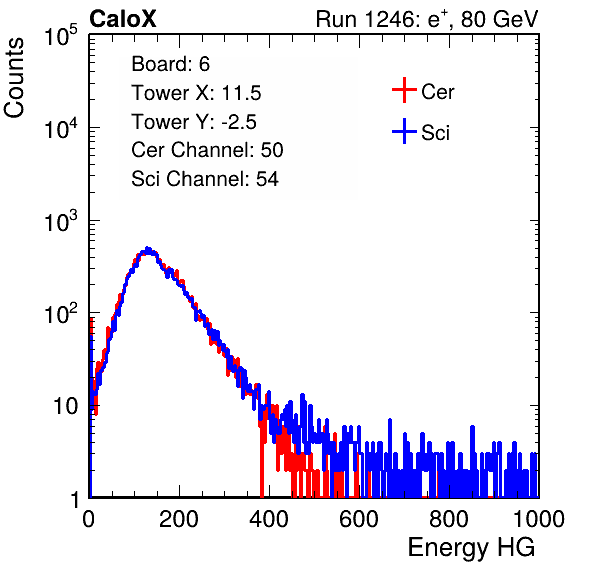 CaloX Run 1246: e⁺, 80 GeV
Counts
10⁵
10⁴
10³
10²
10
1
Board: 6
Tower X: 11.5
Tower Y: -2.5
Cer Channel: 50
Sci Channel: 54
Cer
Sci
0 200 400 600 800 1000
Energy HG